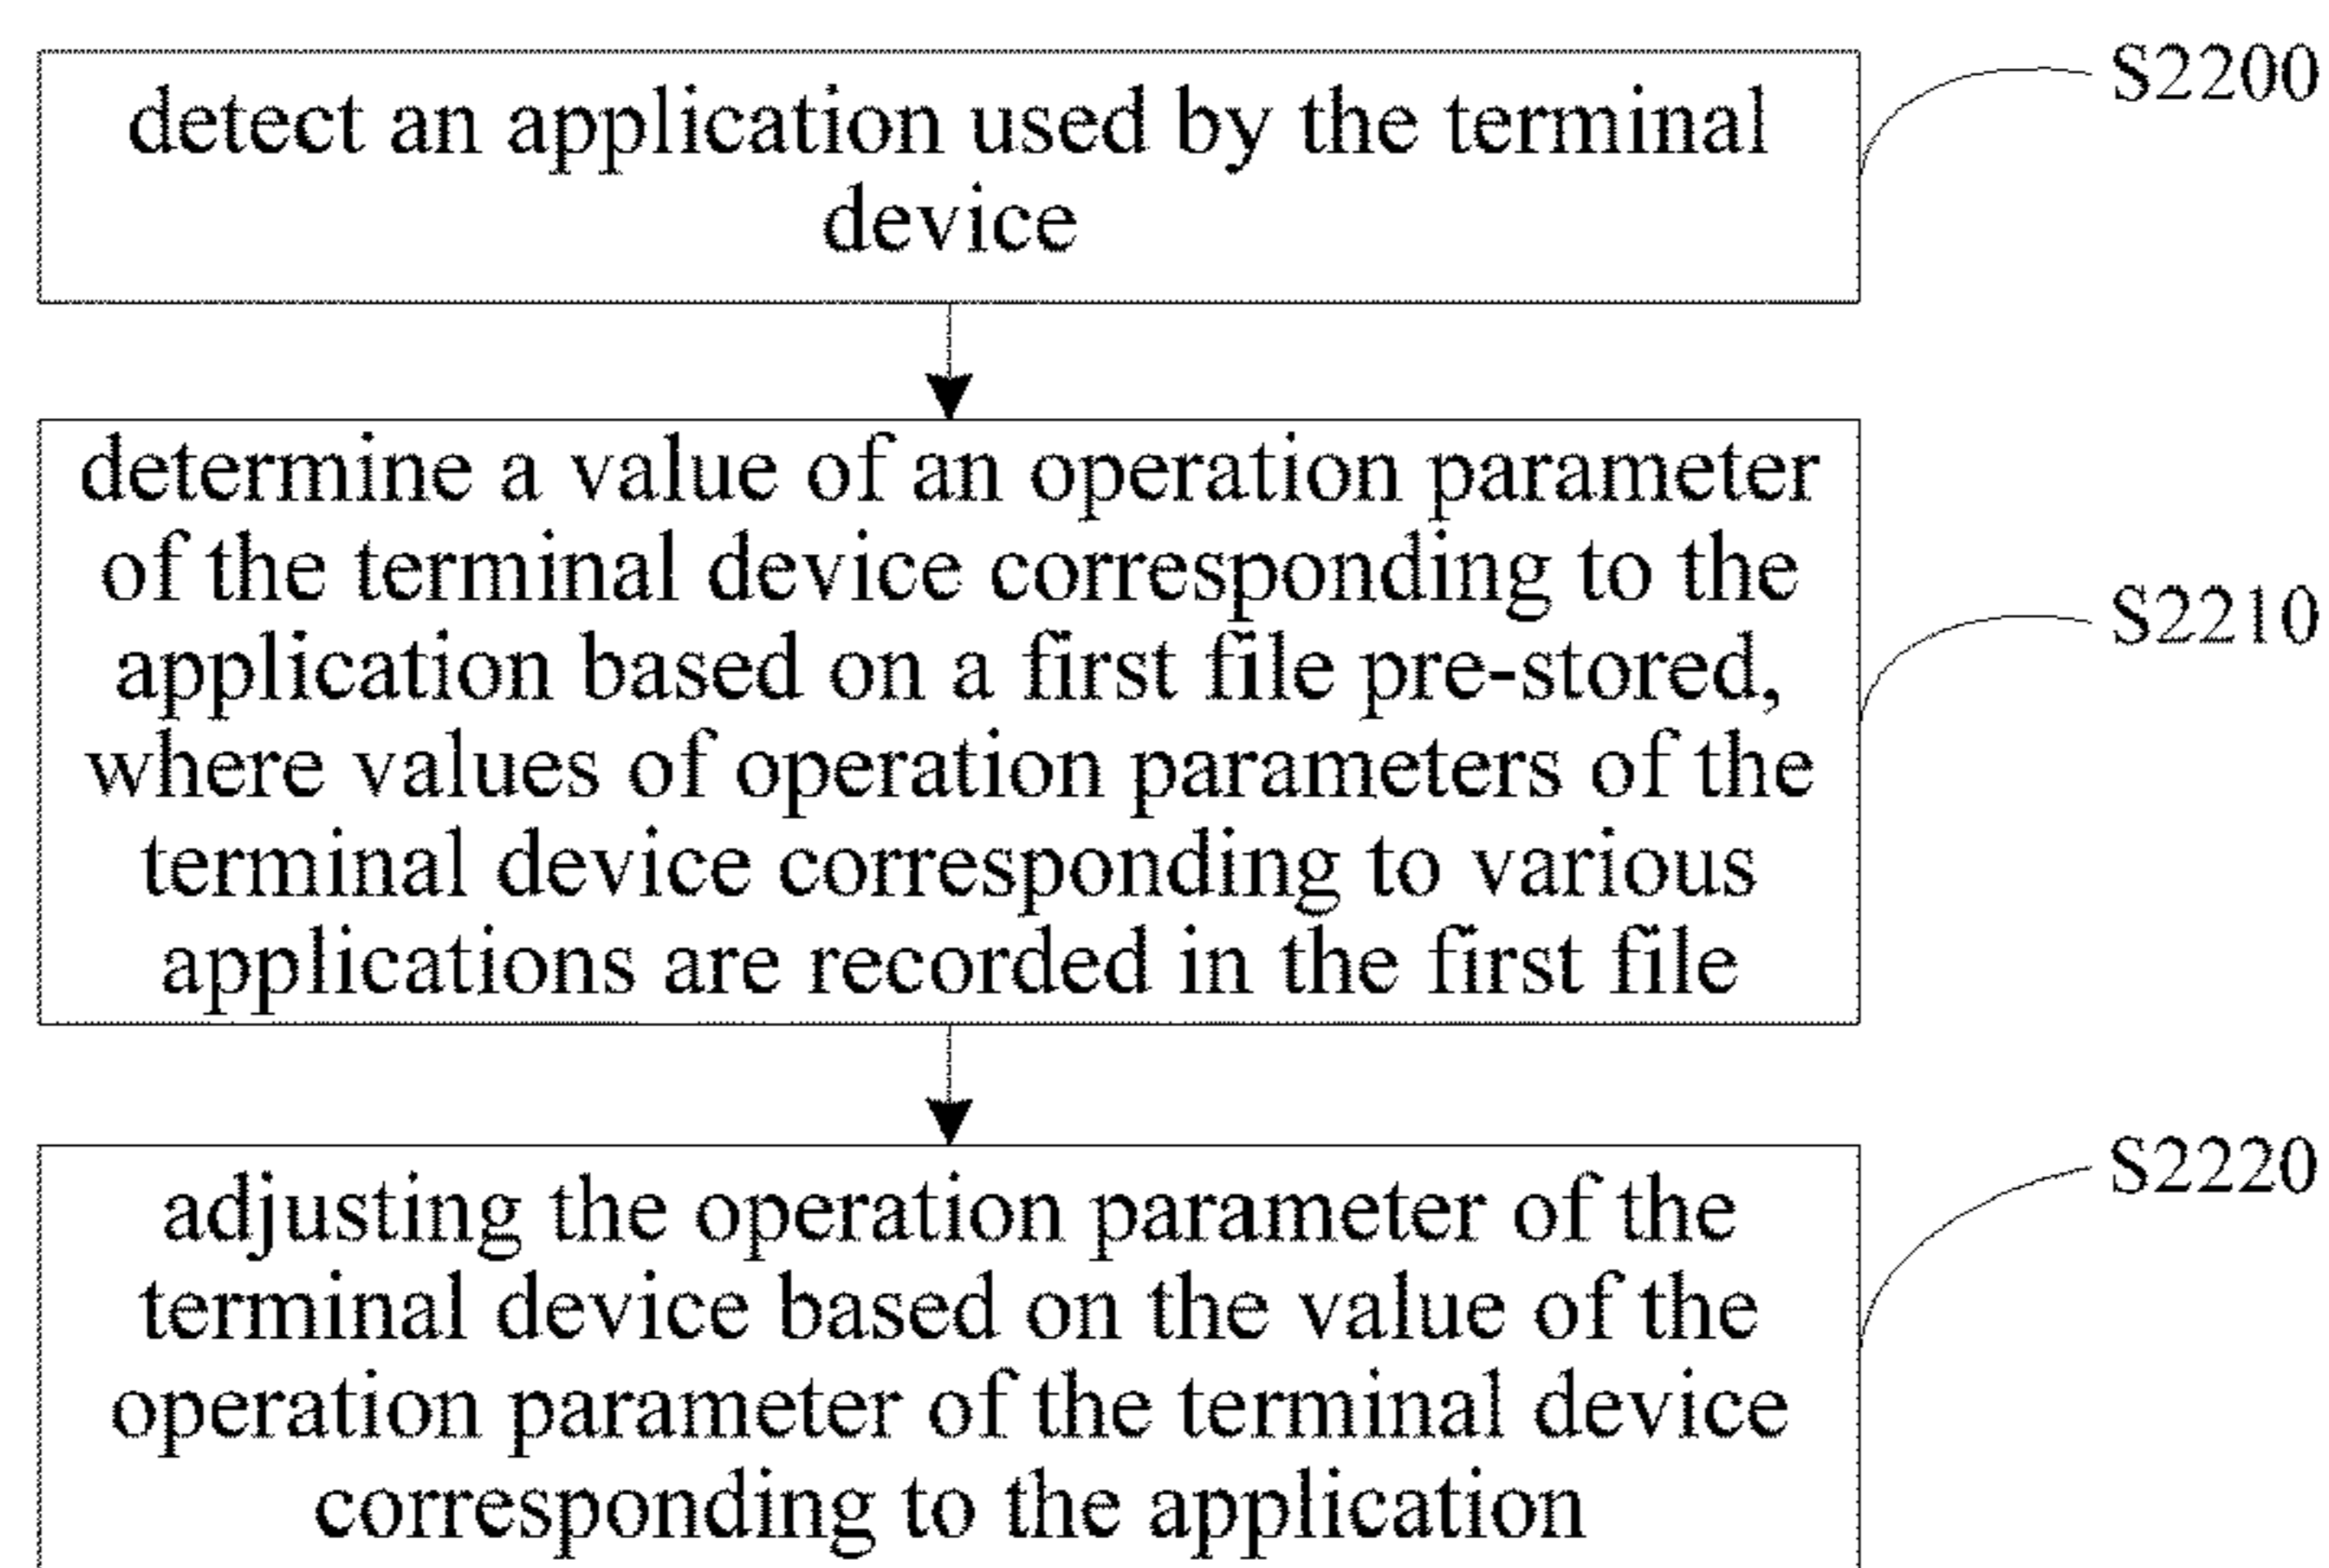 detect an application used by the terminal
device
S2200
determine a value of an operation parameter
of the terminal device corresponding to the
application based on a first file pre-stored,
where values of operation parameters of the
terminal device corresponding to various
applications are recorded in the first file
S2210
adjusting the operation parameter of the
terminal device based on the value of the
operation parameter of the terminal device
corresponding to the application
S2220